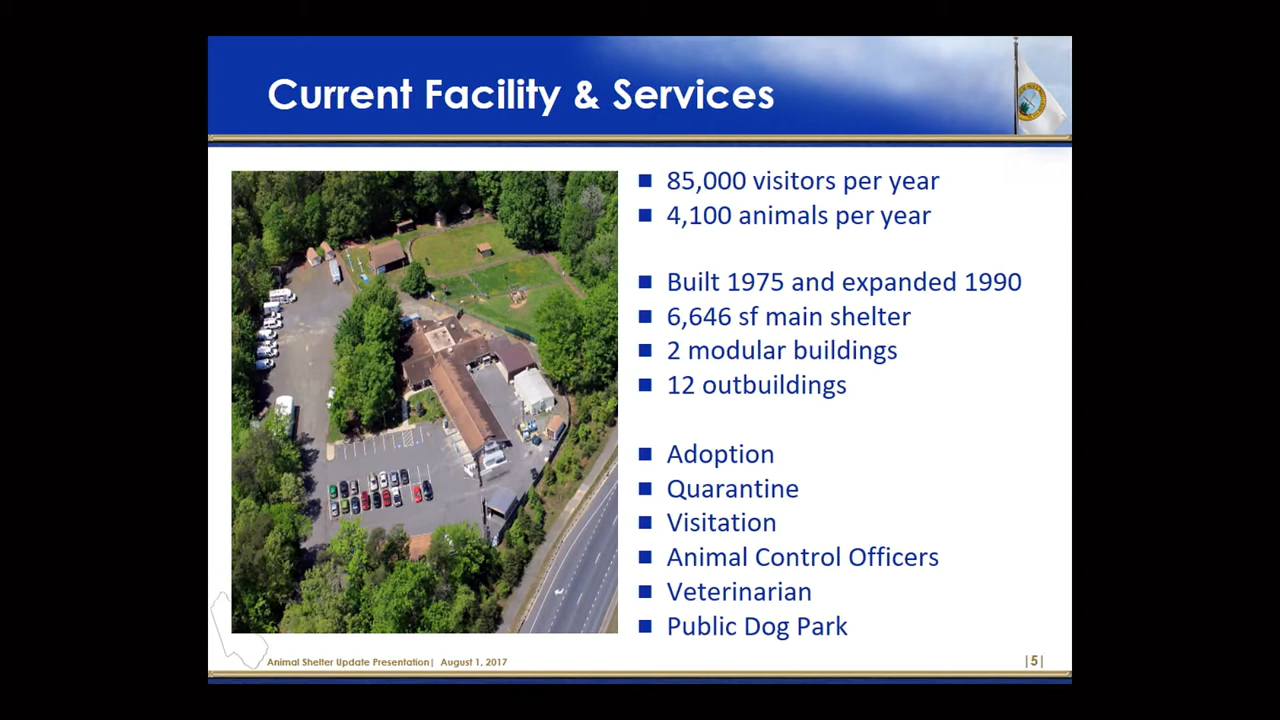 Current Facility & Services
■ 85,000 visitors per year
■ 4,100 animals per year
■ Built 1975 and expanded 1990
■ 6,646 sf main shelter
■ 2 modular buildings
■ 12 outbuildings
■ Adoption
■ Quarantine
■ Visitation
■ Animal Control Officers
■ Veterinarian
■ Public Dog Park
Animal Shelter Update Presentation| August 1, 2017
|5|